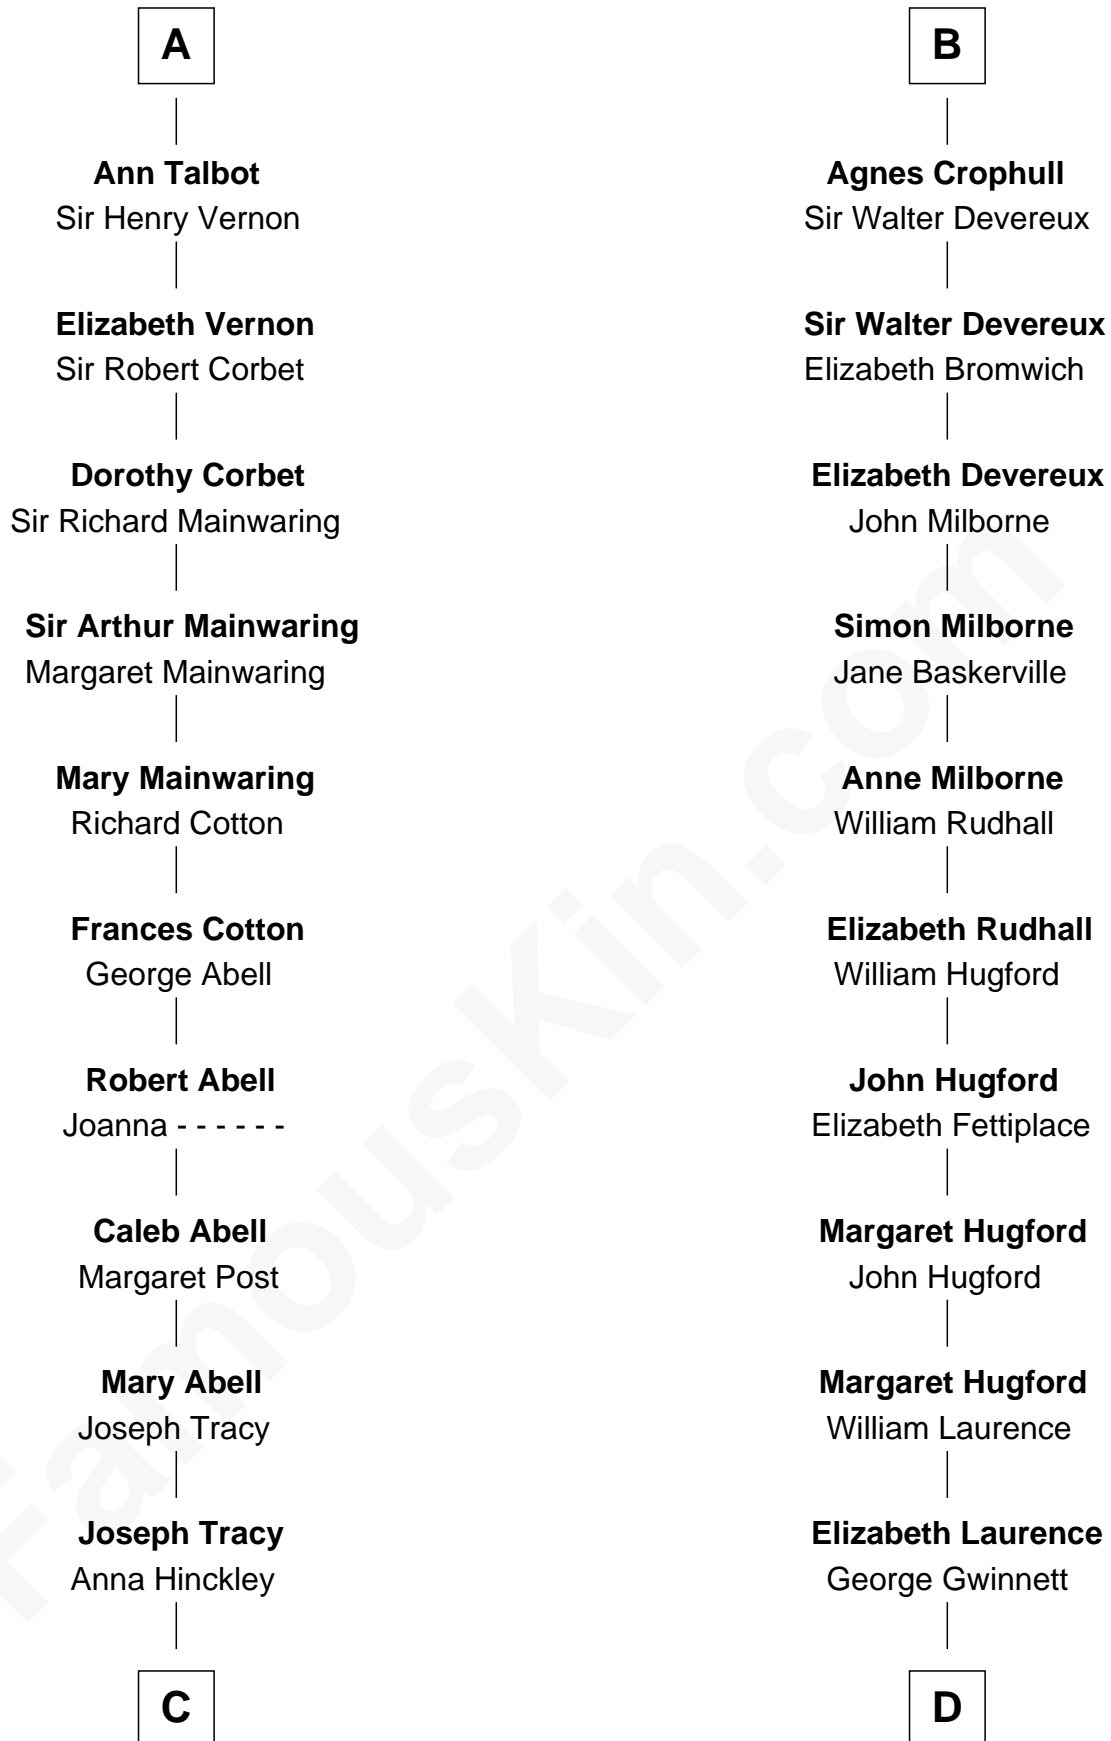 A
Ann Talbot
Sir Henry Vernon
Elizabeth Vernon
Sir Robert Corbet
Dorothy Corbet
Sir Richard Mainwaring
Sir Arthur Mainwaring
Margaret Mainwaring
Mary Mainwaring
Richard Cotton
Frances Cotton
George Abell
Robert Abell
Joanna - - - - - -
Caleb Abell
Margaret Post
Mary Abell
Joseph Tracy
Joseph Tracy
Anna Hinckley
C
B
Agnes Crophull
Sir Walter Devereux
Sir Walter Devereux
Elizabeth Bromwich
Elizabeth Devereux
John Milborne
Simon Milborne
Jane Baskerville
Anne Milborne
William Rudhall
Elizabeth Rudhall
William Hugford
John Hugford
Elizabeth Fettiplace
Margaret Hugford
John Hugford
Margaret Hugford
William Laurence
Elizabeth Laurence
George Gwinnett
D
FamousKin.com